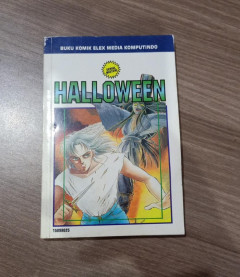 BUKU KOMIK ELEX MEDIA KOMPUTINDO
HALLOWEEN